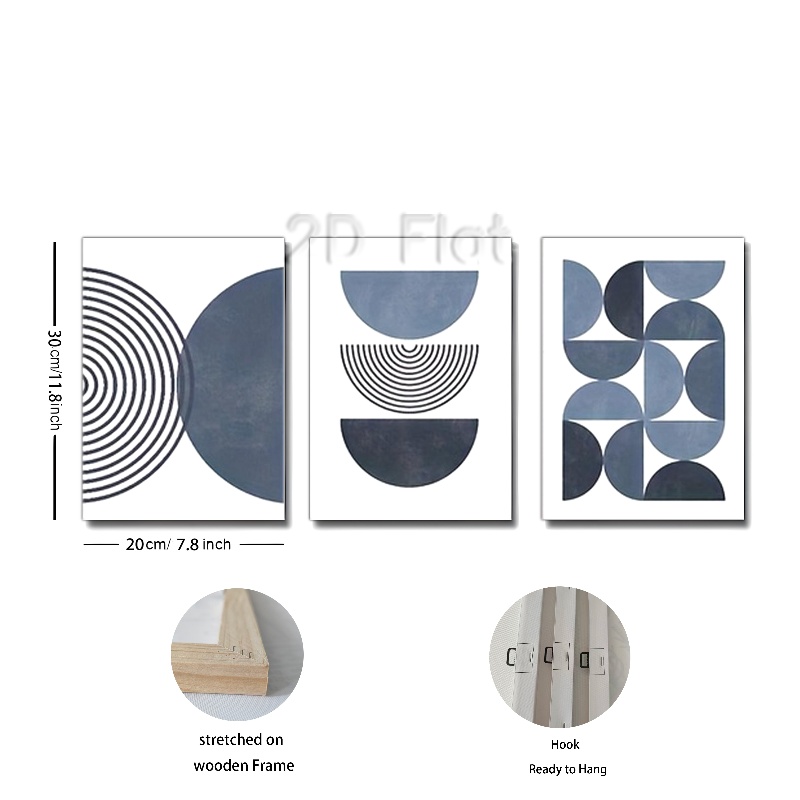 2D Flat
30cm/11.8inch
20cm/ 7.8 inch
stretched on
wooden Frame
Hook
Ready to Hang